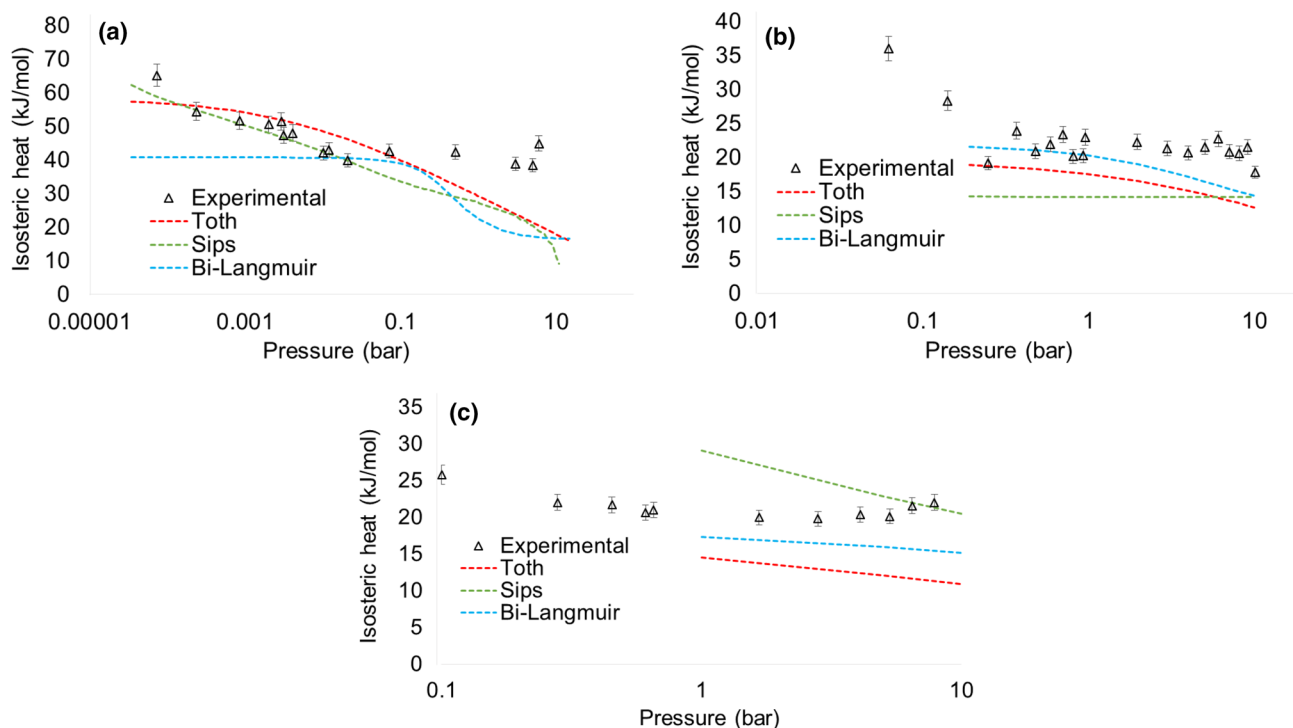 (a)
Isosteric heat (kJ/mol)
80
70
60
50
40
30
20
10
0
Experimental
Toth
Sips
Bi-Langmuir
0.00001 0.001 0.1 10
Pressure (bar)
(b)
Isosteric heat (kJ/mol)
40
35
30
25
20
15
10
5
0
Experimental
Toth
Sips
Bi-Langmuir
0.01 0.1 1 10
Pressure (bar)
(c)
Isosteric heat (kJ/mol)
35
30
25
20
15
10
5
0
Experimental
Toth
Sips
Bi-Langmuir
0.1 1 10
Pressure (bar)